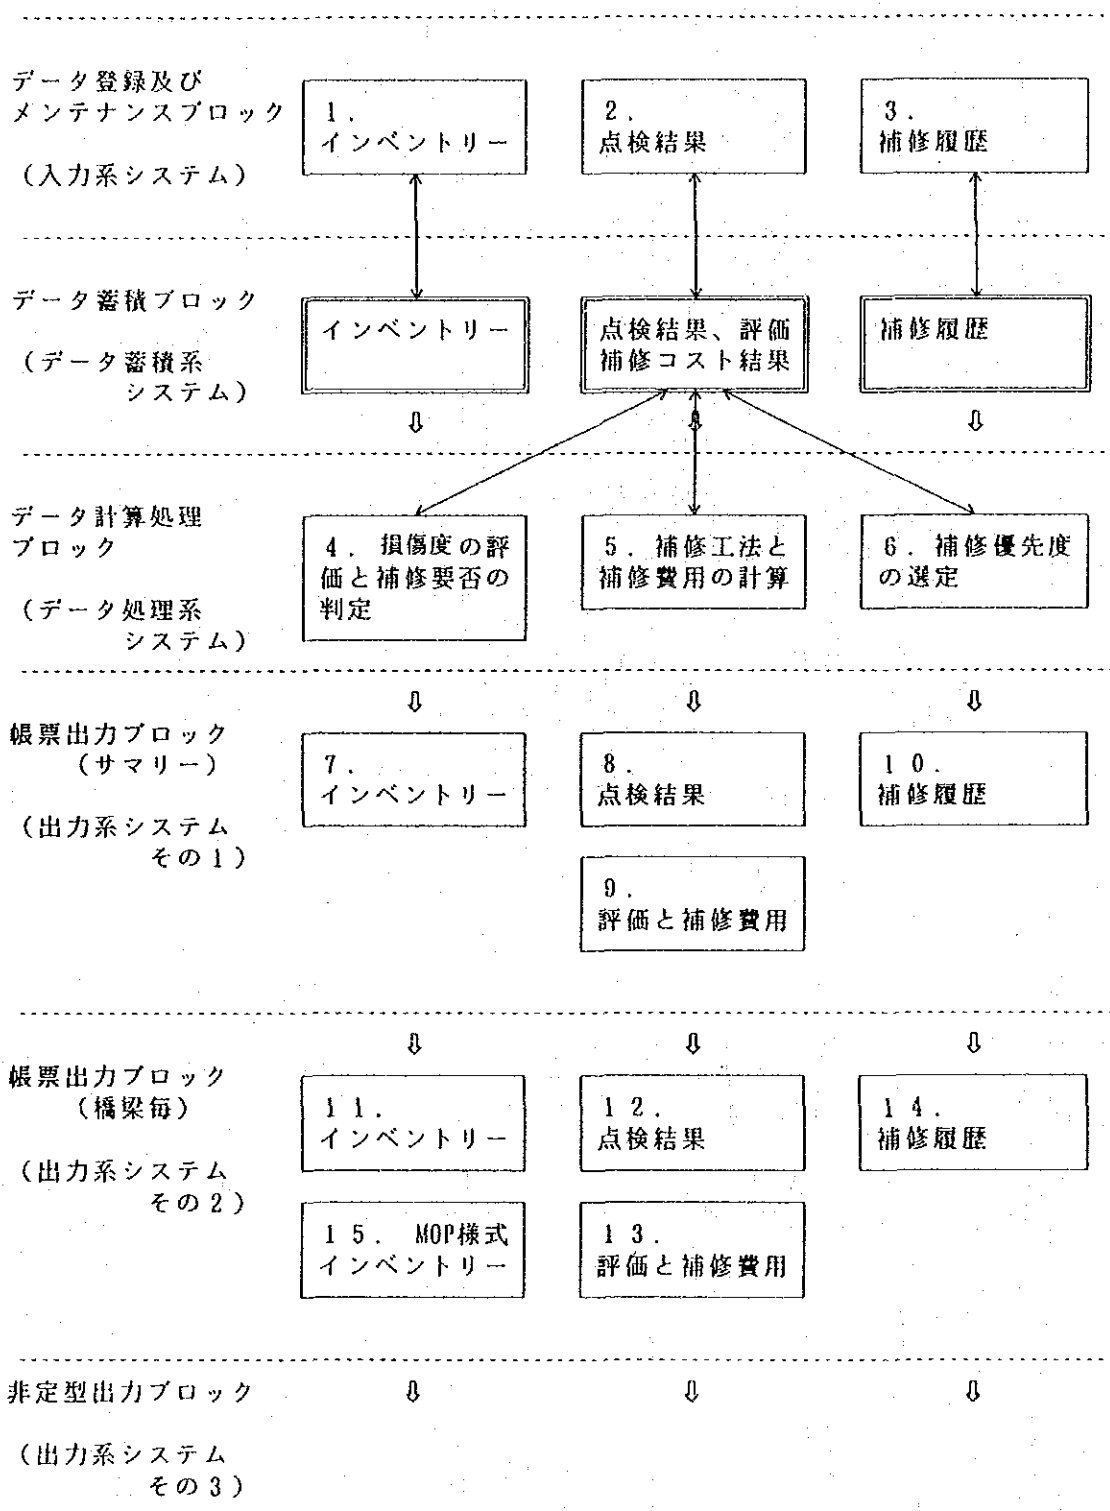 データ登録及び
メンテナンスブロック
（入力系システム）
1．
インベントリー
2．
点検結果
3．
補修履歴
データ蓄積ブロック
（データ蓄積系
システム）
インベントリー
点検結果、評価
補修コスト結果
補修履歴
⇩
⇩
⇩
データ計算処理
ブロック
（データ処理系
システム）
4．損傷度の評
価と補修要否の
判定
5．補修工法と
補修費用の計算
6．補修優先度
の選定
⇩
⇩
⇩
帳票出力ブロック
（サマリー）
（出力系システム
その1）
7．
インベントリー
8．
点検結果
10．
補修履歴
9．
評価と補修費用
⇩
⇩
⇩
帳票出力ブロック
（橋梁毎）
（出力系システム
その2）
11．
インベントリー
12．
点検結果
14．
補修履歴
15．MOP様式
インベントリー
13．
評価と補修費用
非定型出力ブロック
⇩
⇩
⇩
（出力系システム
その3）